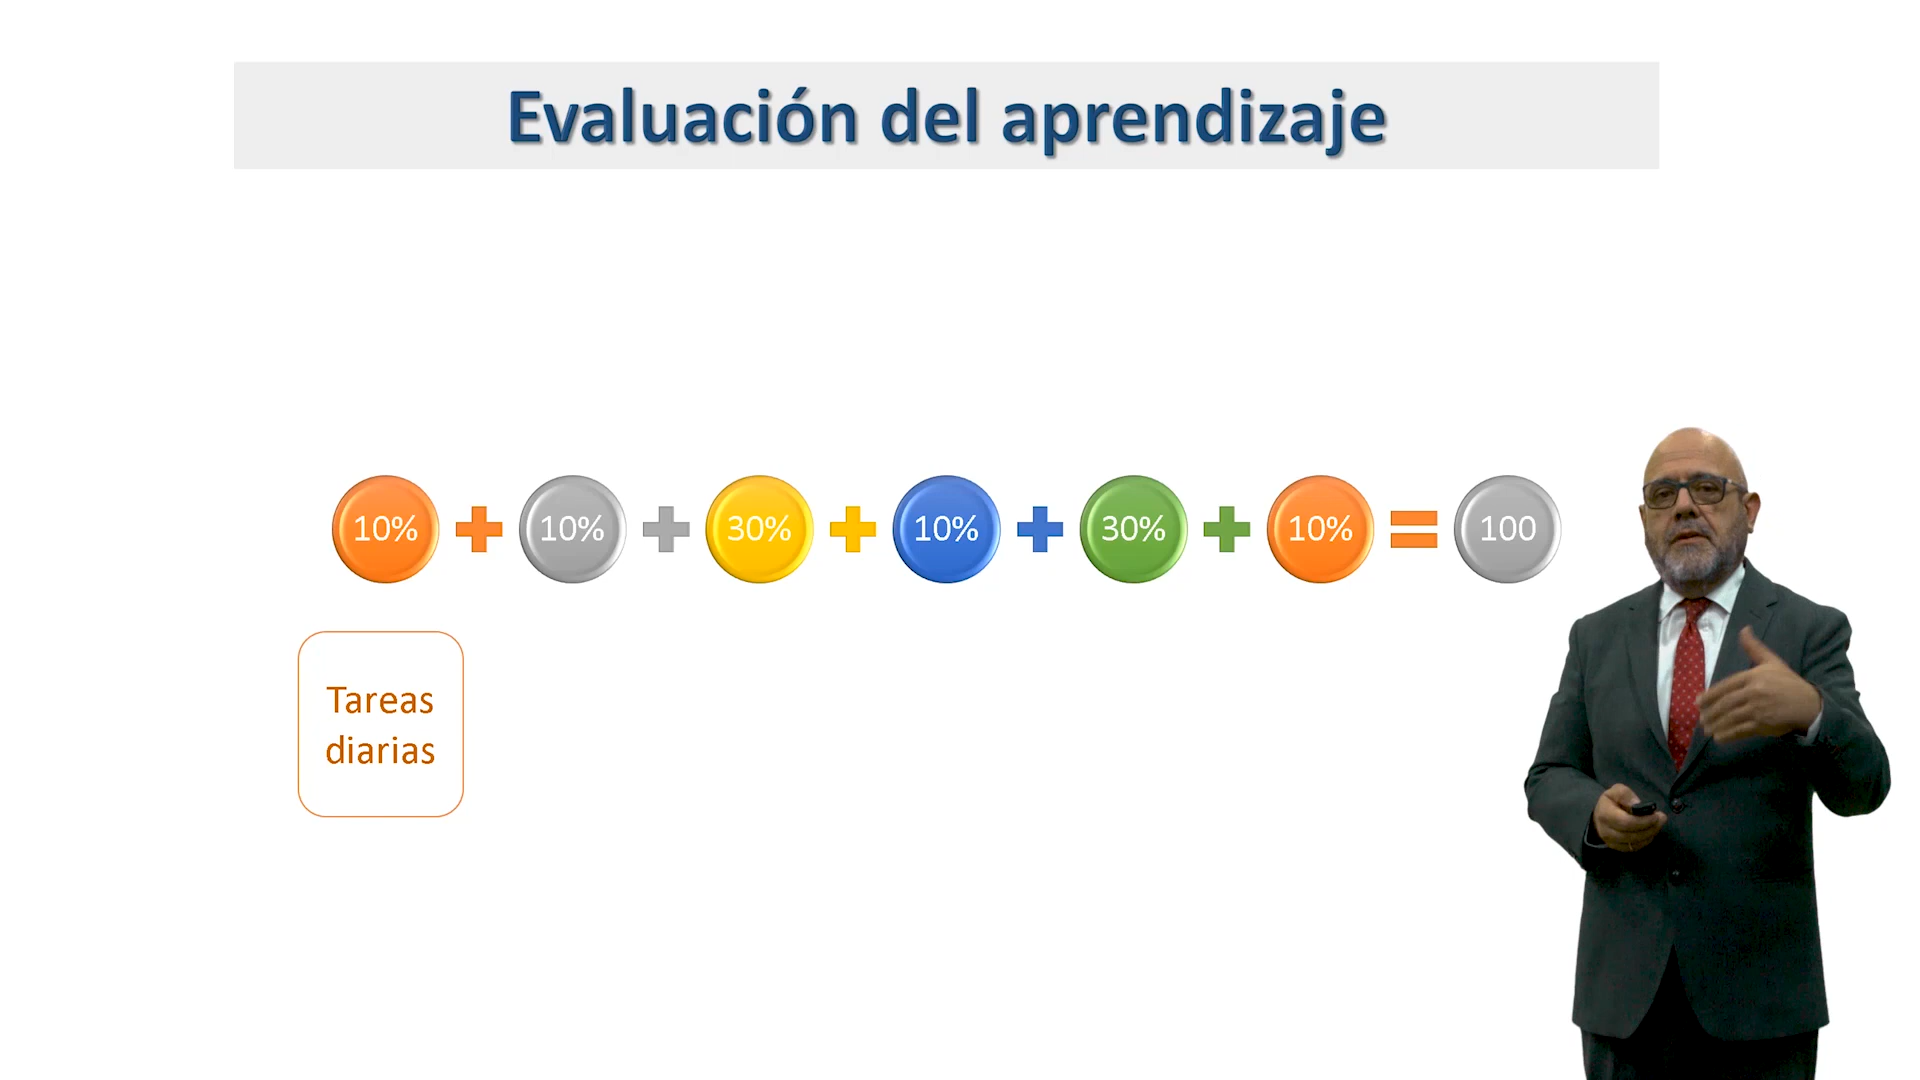 Evaluación del aprendizaje
10% + 10% + 30% + 10% + 30% + 10% = 100
Tareas
diarias